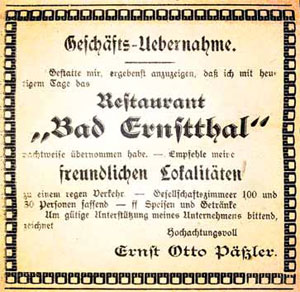 Geschäfts-Uebernahme.
Gestatte mir, ergebenst anzuzeigen, daß ich mit heu-
tigem Tage das
Restaurant
„Bad Ernstthal“
pachtweise übernommen habe. — Empfehle meine
freundlichen Lokalitäten
zu einem regen Verkehr. — Gesellschaftszimmer 100 und
30 Personen fassend — ff Speisen und Getränke
Um gütige Unterstützung meines Unternehmens bittend,
zeichnet
Hochachtungsvoll
Ernst Otto Päßler.